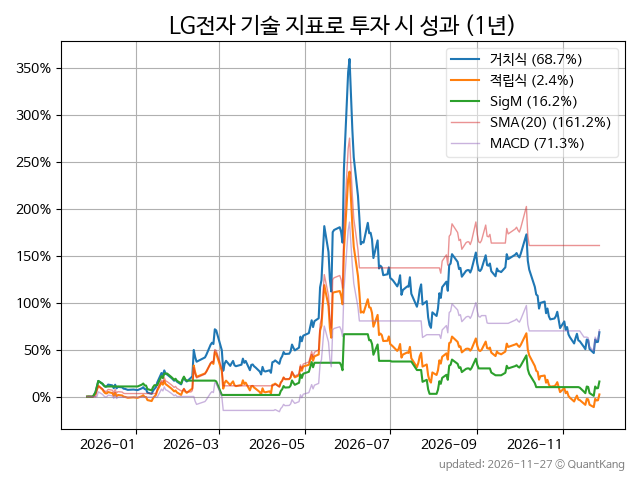 LG전자 기술 지표로 투자 시 성과 (1년)
거치식 (68.7%)
적립식 (2.4%)
SigM (16.2%)
SMA(20) (161.2%)
MACD (71.3%)
350%
300%
250%
200%
150%
100%
50%
0%
2026-01 2026-03 2026-05 2026-07 2026-09 2026-11
updated: 2026-11-27 © QuantKang